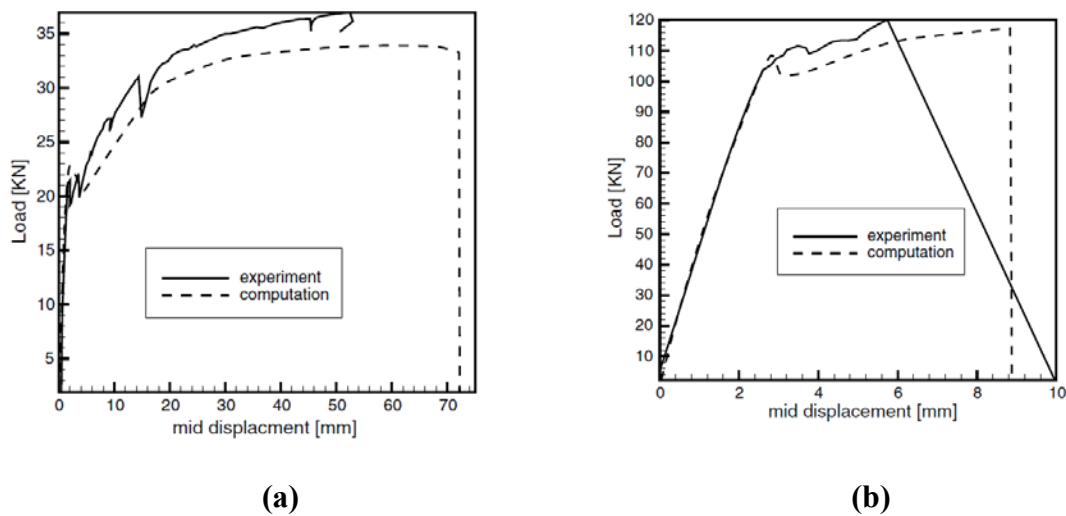 35
30
25
20
15
10
5
Load [KN]
experiment
computation
0 10 20 30 40 50 60 70
mid displacment [mm]
(a)
120
110
100
90
80
70
60
50
40
30
20
10
Load [KN]
experiment
computation
0 2 4 6 8 10
mid displacement [mm]
(b)